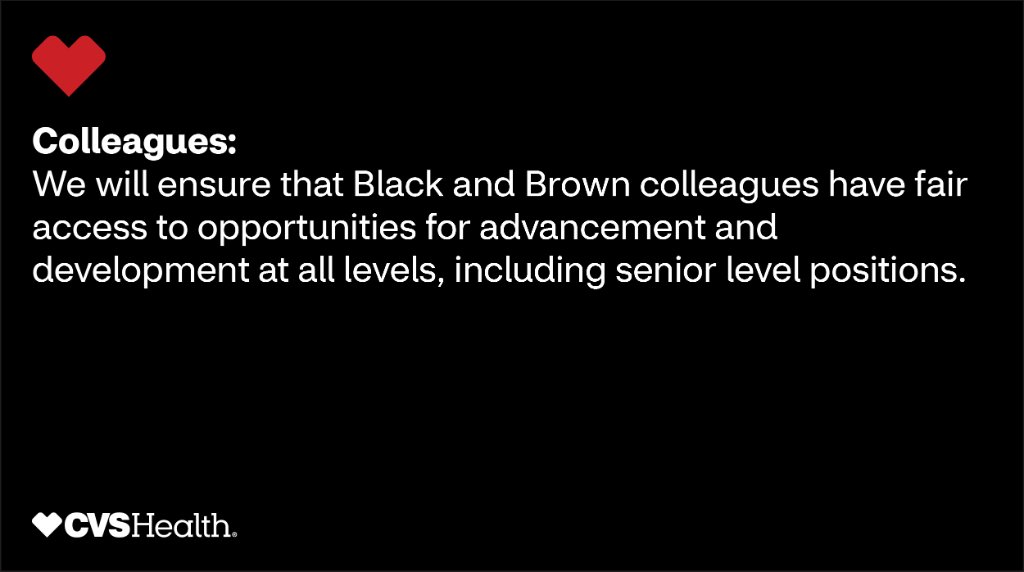 Colleagues:
We will ensure that Black and Brown colleagues have fair
access to opportunities for advancement and
development at all levels, including senior level positions.
CVSHealth®